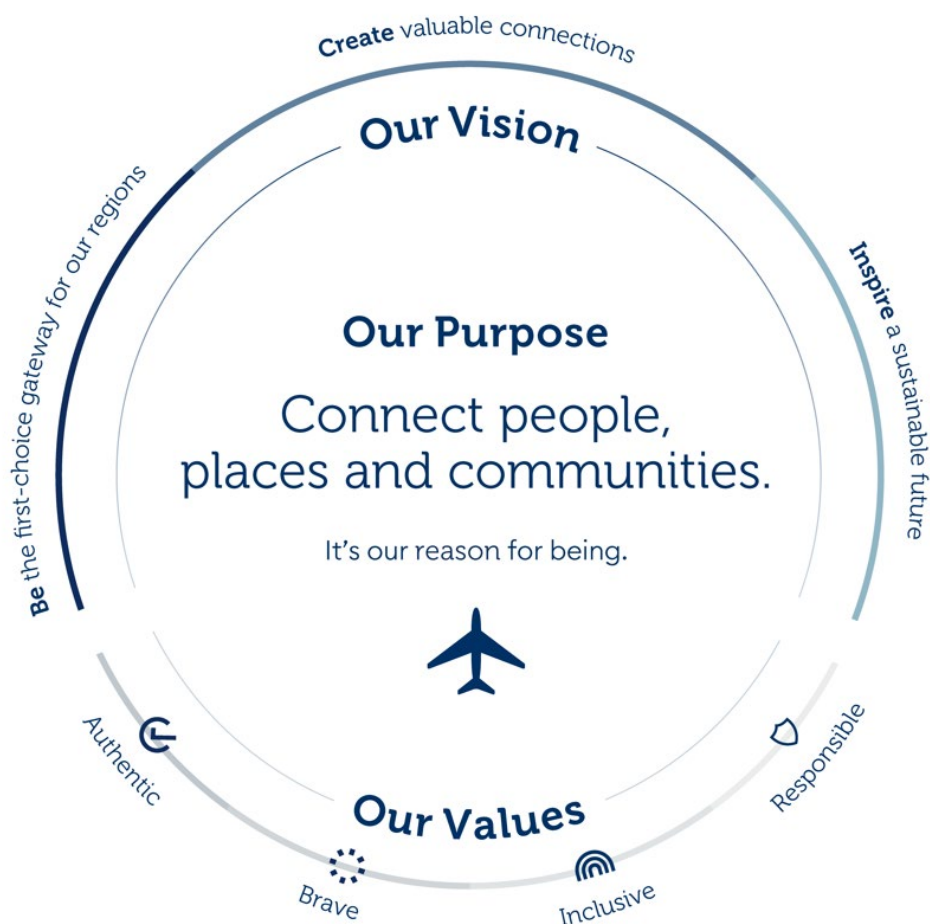 Create valuable connections
Our Vision
Be the first-choice gateway for our regions
Inspire a sustainable future
Our Purpose
Connect people,
places and communities.
It's our reason for being.
Our Values
Authentic
Brave
Inclusive
Responsible